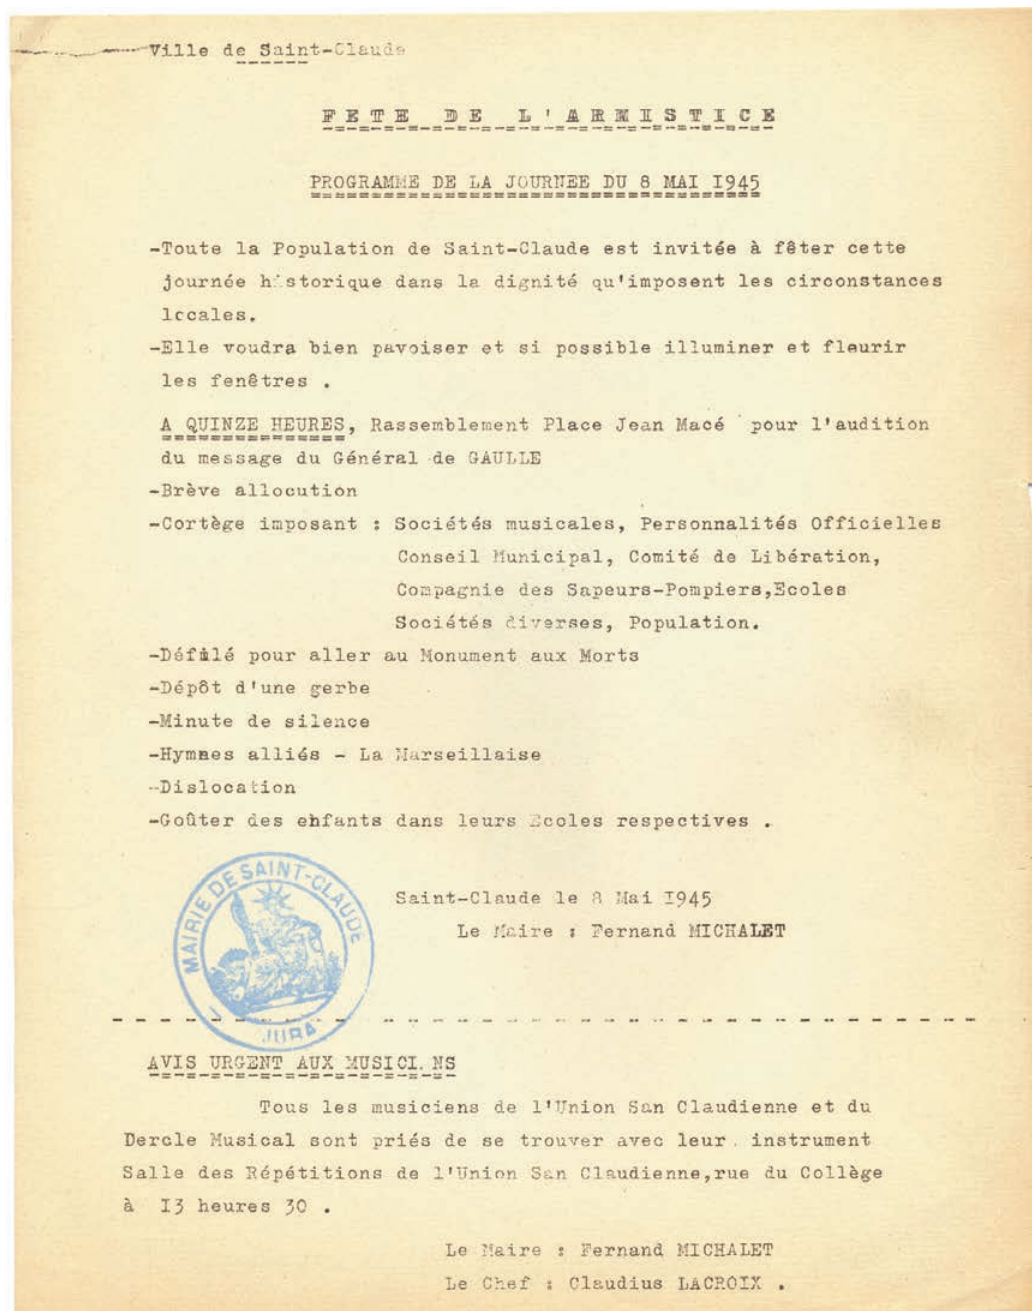 Ville de Saint-Claude
FETE DE L'ARMISTICE
PROGRAMME DE LA JOURNEE DU 8 MAI I945
-Toute la Population de Saint-Claude est invitée à fêter cette
journée historique dans la dignité qu'imposent les circonstances
lccales.
-Elle voudra bien pavoiser et si possible illuminer et fleurir
les fenêtres .
A QUINZE HEURES, Rassemblement Place Jean Macé pour l'audition
du message du Général de GAULLE
-Brève allocution
-Cortège imposant : Sociétés musicales, Personnalités Officielles
Conseil Municipal, Comité de Libération,
Compagnie des Sapeurs-Pompiers,Ecoles
Sociétés diverses, Population.
-Défilé pour aller au Monument aux Morts
-Dépôt d'une gerbe
-Minute de silence
-Hymnes alliés - La Marseillaise
-Dislocation
-Goûter des enfants dans leurs Ecoles respectives .
MAIRIE DE SAINT-CLAUDE
JURA
Saint-Claude le 8 Mai I945
Le Maire : Fernand MICHALET
AVIS URGENT AUX MUSICI.NS
Tous les musiciens de l'Union San Claudienne et du
Dercle Musical sont priés de se trouver avec leur. instrument
Salle des Répétitions de l'Union San Claudienne,rue du Collège
à I3 heures 30 .
Le Maire : Fernand MICHALET
Le Chef : Claudius LACROIX .